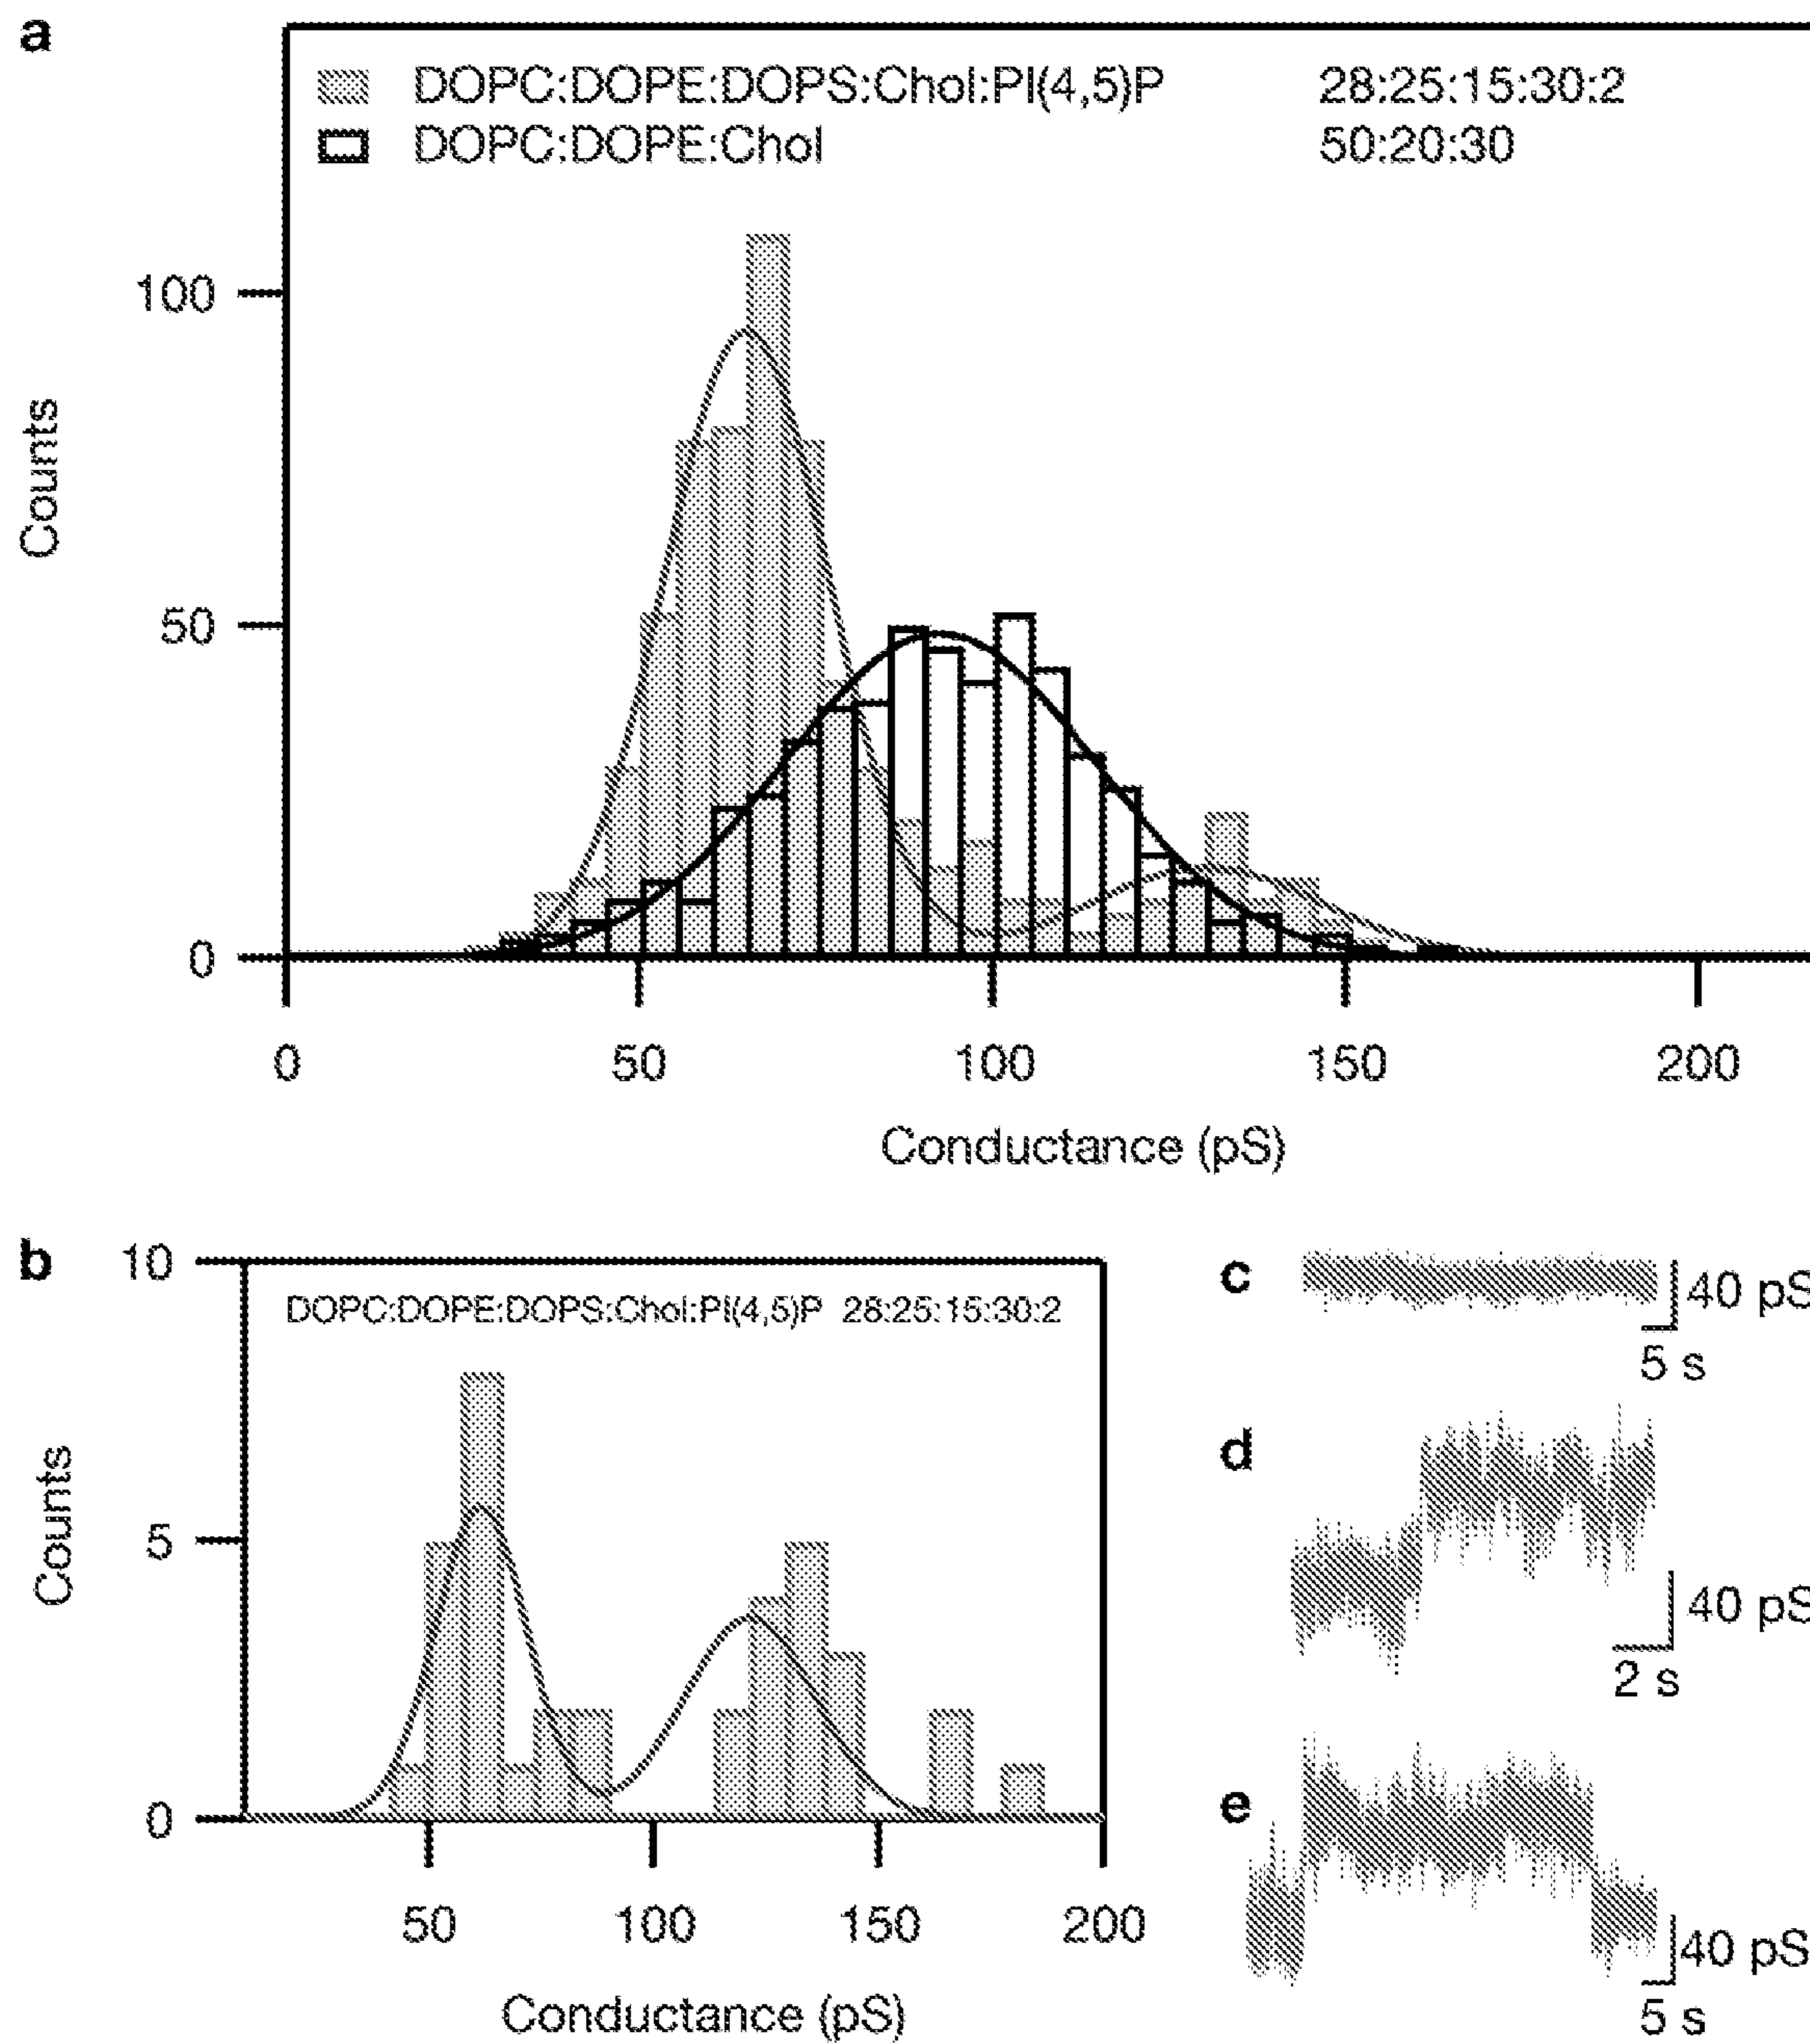 a
DOPC:DOPE:DOPS:Chol:PI(4,5)P 28:25:15:30:2
DOPC:DOPE:Chol 50:20:30
100
50
0
Counts
0 50 100 150 200
Conductance (pS)
b
10
5
0
DOPC:DOPE:DOPS:Chol:PI(4,5)P 28:25:15:30:2
Counts
50 100 150 200
Conductance (pS)
c
40 pS
5 s
d
40 pS
2 s
e
40 pS
5 s